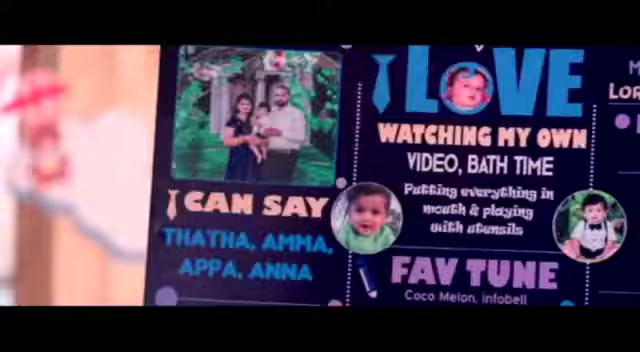 I CAN SAY
THATHA, AMMA,
APPA, ANNA
I LOVE
WATCHING MY OWN
VIDEO, BATH TIME
Putting everything in
mouth & playing
with utensils
FAV TUNE
Coco Melon, infobell
M
LOR